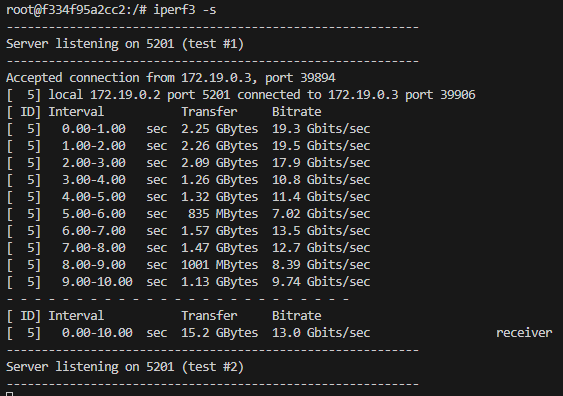 root@f334f95a2cc2:/# iperf3 -s
-----------------------------------------------------------
Server listening on 5201 (test #1)
-----------------------------------------------------------
Accepted connection from 172.19.0.3, port 39894
[  5] local 172.19.0.2 port 5201 connected to 172.19.0.3 port 39906
[ ID] Interval           Transfer     Bitrate
[  5]   0.00-1.00   sec  2.25 GBytes  19.3 Gbits/sec
[  5]   1.00-2.00   sec  2.26 GBytes  19.5 Gbits/sec
[  5]   2.00-3.00   sec  2.09 GBytes  17.9 Gbits/sec
[  5]   3.00-4.00   sec  1.26 GBytes  10.8 Gbits/sec
[  5]   4.00-5.00   sec  1.32 GBytes  11.4 Gbits/sec
[  5]   5.00-6.00   sec   835 MBytes  7.02 Gbits/sec
[  5]   6.00-7.00   sec  1.57 GBytes  13.5 Gbits/sec
[  5]   7.00-8.00   sec  1.47 GBytes  12.7 Gbits/sec
[  5]   8.00-9.00   sec  1001 MBytes  8.39 Gbits/sec
[  5]   9.00-10.00  sec  1.13 GBytes  9.74 Gbits/sec
- - - - - - - - - - - - - - - - - - - - - - - - -
[ ID] Interval           Transfer     Bitrate
[  5]   0.00-10.00  sec  15.2 GBytes  13.0 Gbits/sec                  receiver
-----------------------------------------------------------
Server listening on 5201 (test #2)
-----------------------------------------------------------